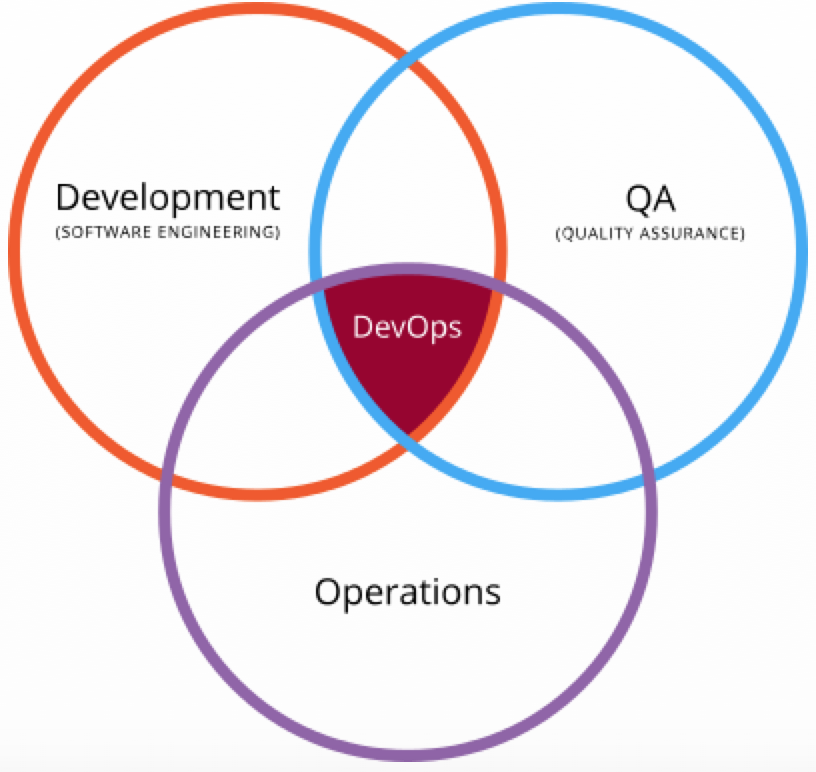 Development
(SOFTWARE ENGINEERING)
QA
(QUALITY ASSURANCE)
DevOps
Operations